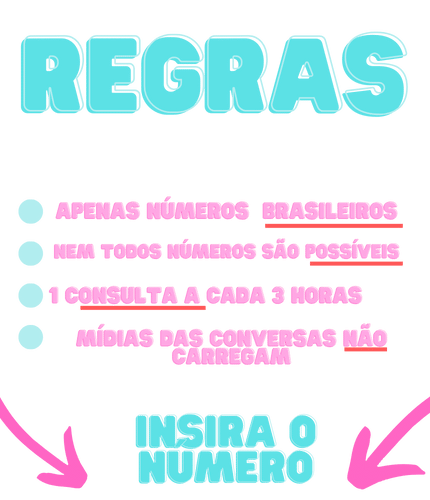 REGRAS
APENAS NÚMEROS BRASILEIROS
NEM TODOS NÚMEROS SÃO POSSÍVEIS
1 CONSULTA A CADA 3 HORAS
MÍDIAS DAS CONVERSAS NÃO
CARREGAM
INSIRA O
NÚMERO